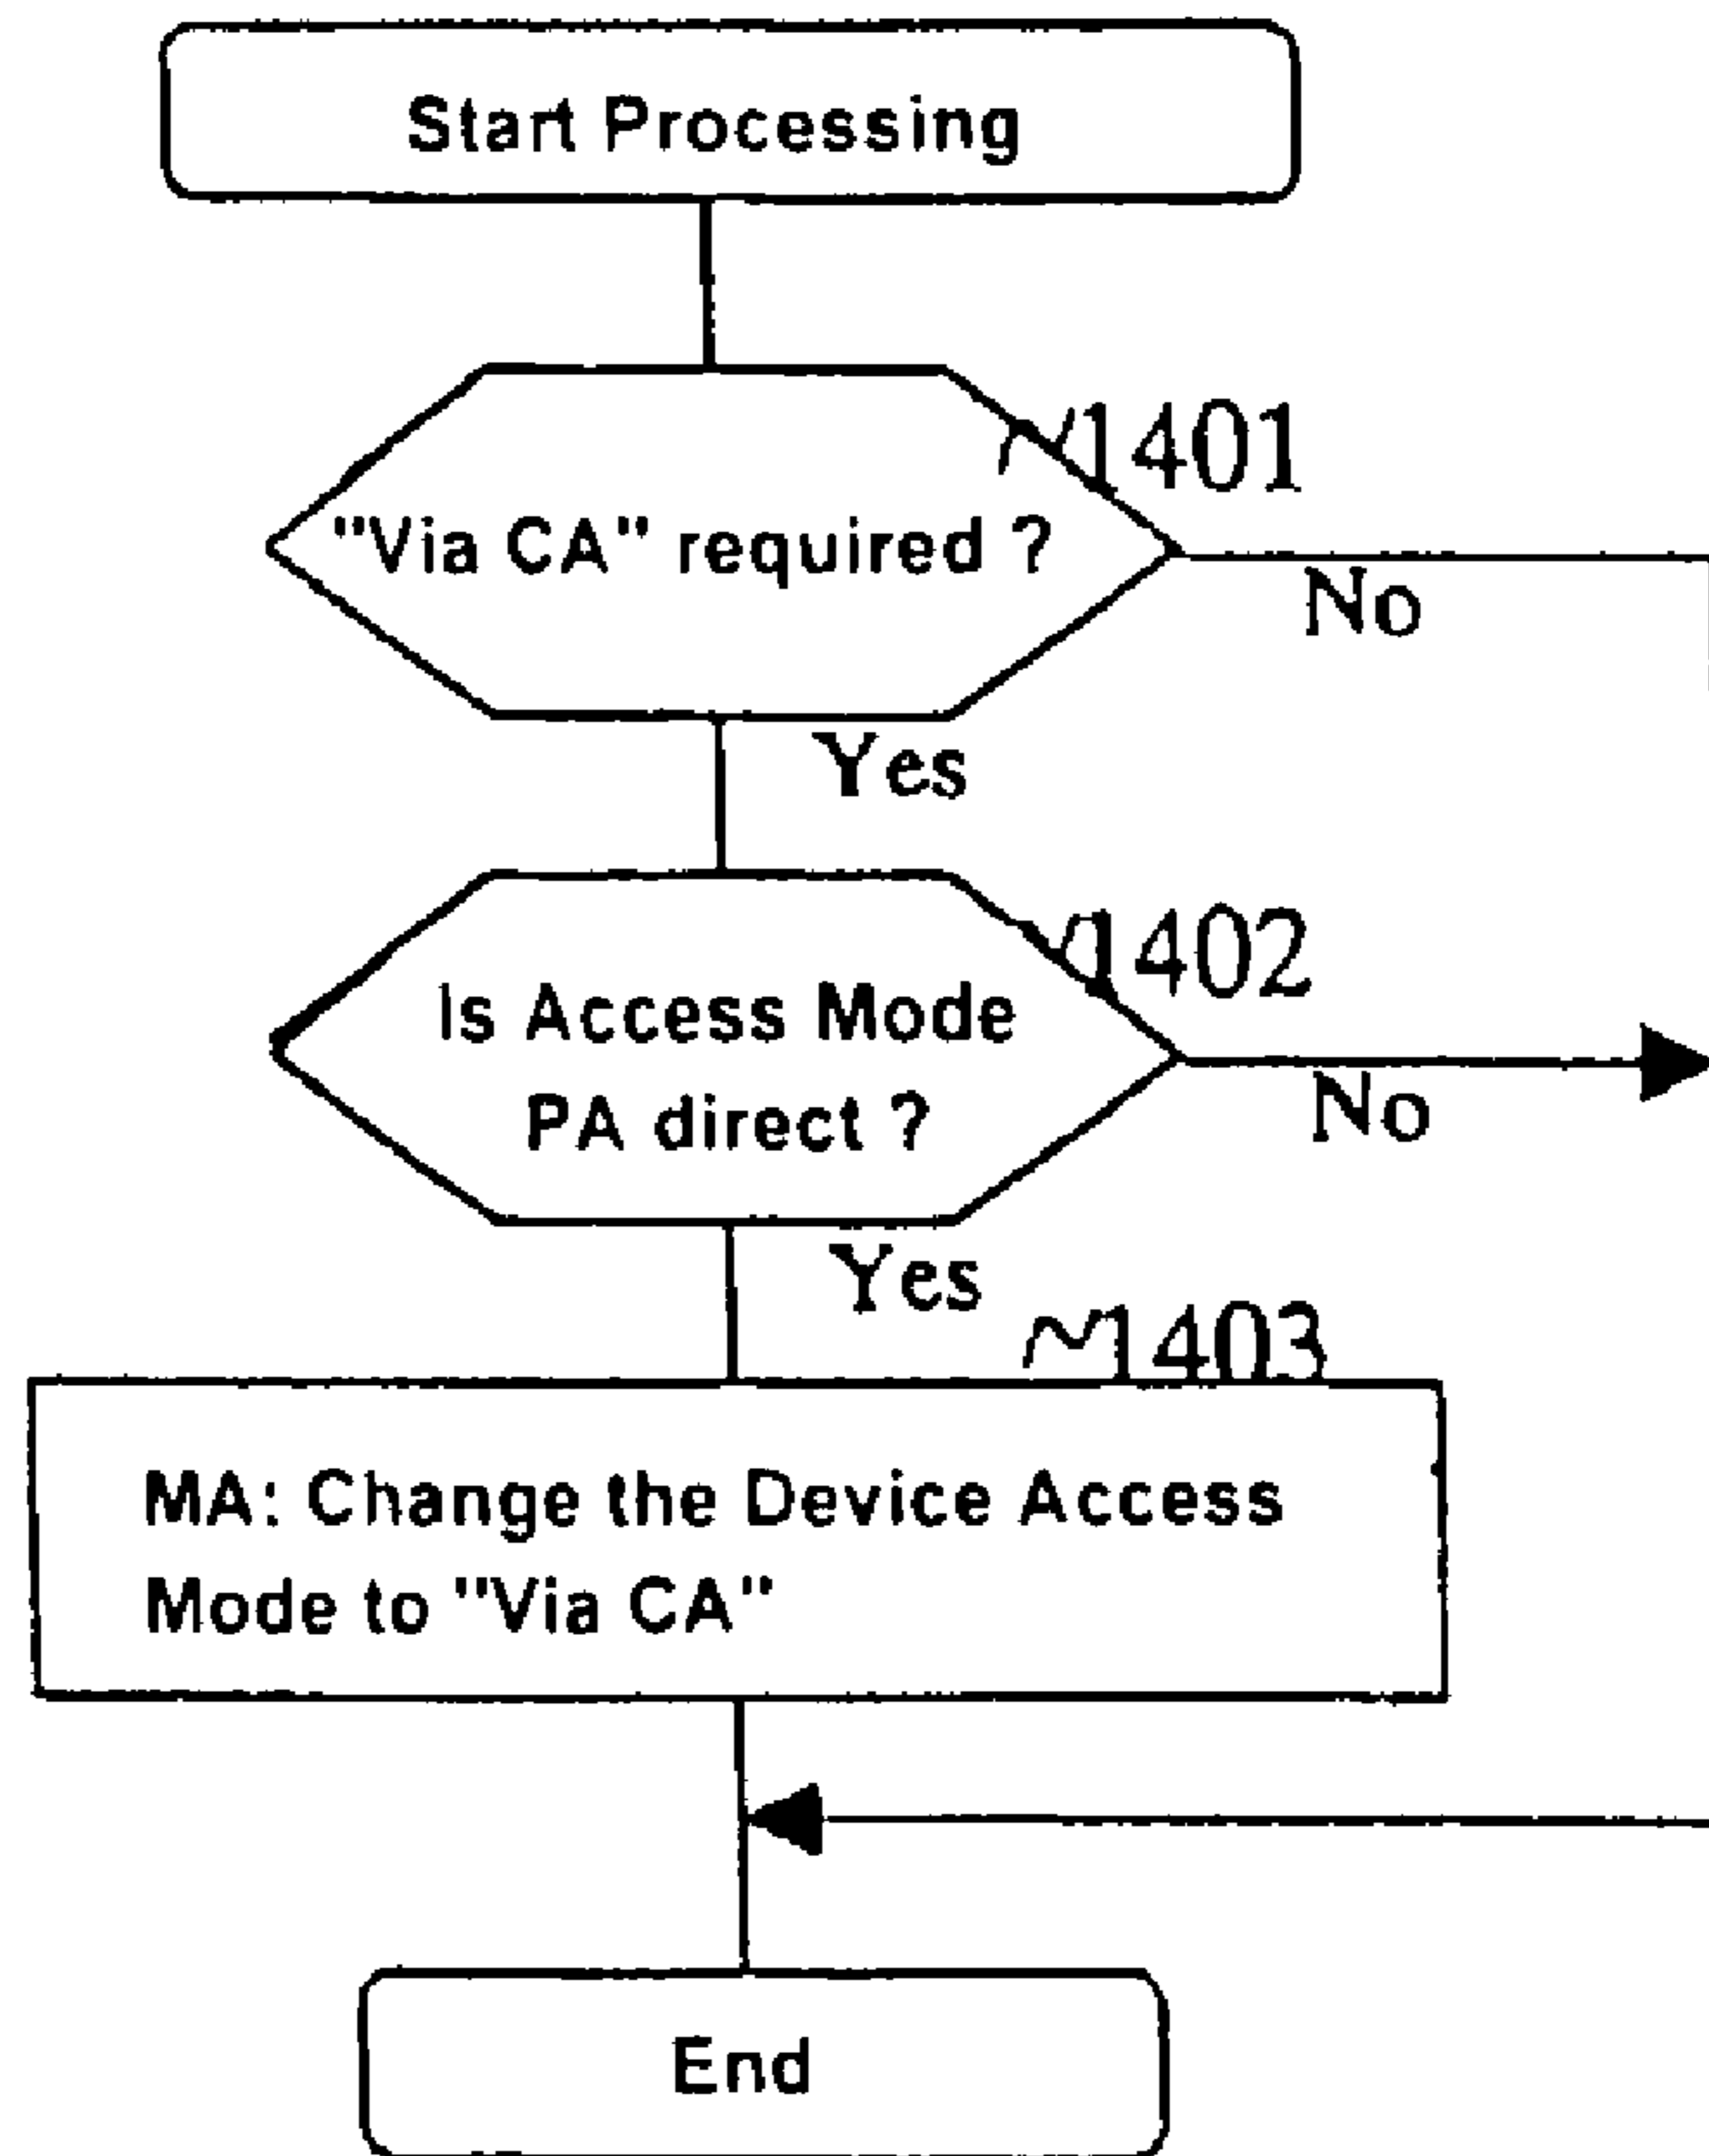 Start Processing
~1401
"Via CA" required ?
No
Yes
~1402
Is Access Mode
PA direct ?
No
Yes
~1403
MA: Change the Device Access
Mode to "Via CA"
End